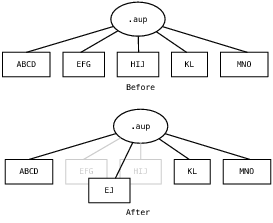 .aup
ABCD EFG HIJ KL MNO
Before
.aup
ABCD EFG HIJ KL MNO
EJ
After